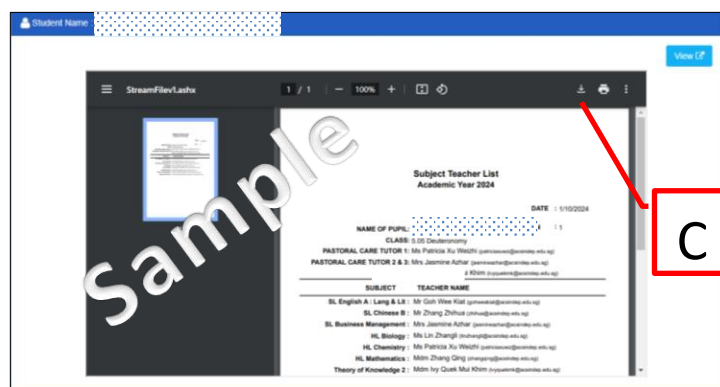 Student Name
View
StreamFilev1.ashx 1 / 1 100%
Subject Teacher List
Academic Year 2024
DATE : 1/10/2024
NAME OF PUPIL: : 1
CLASS: 5.05 Deuteronomy
PASTORAL CARE TUTOR 1: Ms Patricia Xu Weizhi
PASTORAL CARE TUTOR 2 & 3: Mrs Jasmine Azhar
Khim
SUBJECT TEACHER NAME
SL English A : Lang & Lit : Mr Goh Wee Kiat
SL Chinese B : Mr Zhang Zhihua
SL Business Management : Mrs Jasmine Azhar
HL Biology : Ms Lin Zhangli
HL Chemistry : Ms Patricia Xu Weizhi
HL Mathematics : Mdm Zhang Qing
Theory of Knowledge 2 : Mdm Ivy Quek Mui Khim
Sample
C